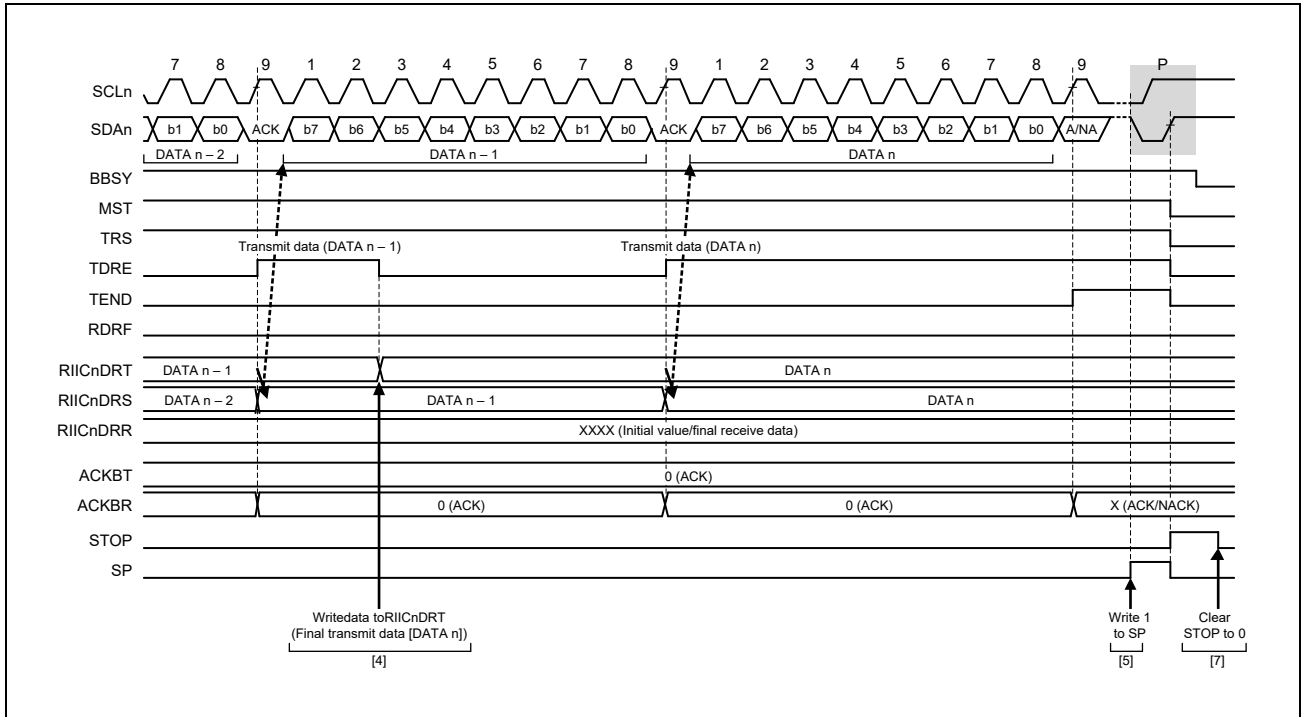 7 8 9 1 2 3 4 5 6 7 8 9 1 2 3 4 5 6 7 8 9 P
SCLn
SDAn b1 b0 ACK b7 b6 b5 b4 b3 b2 b1 b0 ACK b7 b6 b5 b4 b3 b2 b1 b0 A/NA
DATA n – 2 DATA n – 1 DATA n
BBSY
MST
TRS
Transmit data (DATA n – 1) Transmit data (DATA n)
TDRE
TEND
RDRF
RIICnDRT DATA n – 1 DATA n
RIICnDRS DATA n – 2 DATA n – 1 DATA n
RIICnDRR XXXX (Initial value/final receive data)
ACKBT 0 (ACK)
ACKBR 0 (ACK) 0 (ACK) X (ACK/NACK)
STOP
SP
Writedata toRIICnDRT Write 1 Clear
(Final transmit data [DATA n]) to SP STOP to 0
[4] [5] [7]